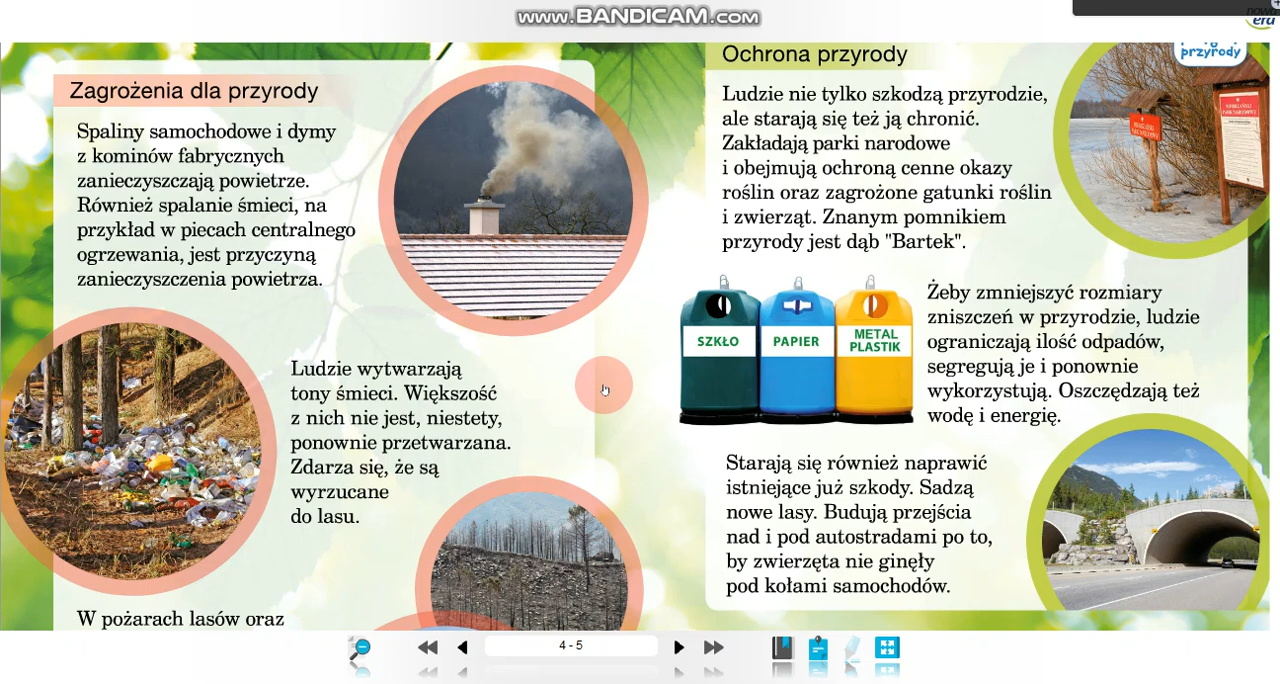 www.BANDICAM.com
nowa
era
Zagrożenia dla przyrody
Spaliny samochodowe i dymy
z kominów fabrycznych
zanieczyszczają powietrze.
Również spalanie śmieci, na
przykład w piecach centralnego
ogrzewania, jest przyczyną
zanieczyszczenia powietrza.
Ludzie wytwarzają
tony śmieci. Większość
z nich nie jest, niestety,
ponownie przetwarzana.
Zdarza się, że są
wyrzucane
do lasu.
W pożarach lasów oraz
Ochrona przyrody
przyrody
Ludzie nie tylko szkodzą przyrodzie,
ale starają się też ją chronić.
Zakładają parki narodowe
i obejmują ochroną cenne okazy
roślin oraz zagrożone gatunki roślin
i zwierząt. Znanym pomnikiem
przyrody jest dąb "Bartek".
SZKŁO
PAPIER
METAL
PLASTIK
Żeby zmniejszyć rozmiary
zniszczeń w przyrodzie, ludzie
ograniczają ilość odpadów,
segregują je i ponownie
wykorzystują. Oszczędzają też
wodę i energię.
Starają się również naprawić
istniejące już szkody. Sadzą
nowe lasy. Budują przejścia
nad i pod autostradami po to,
by zwierzęta nie ginęły
pod kołami samochodów.
4 - 5